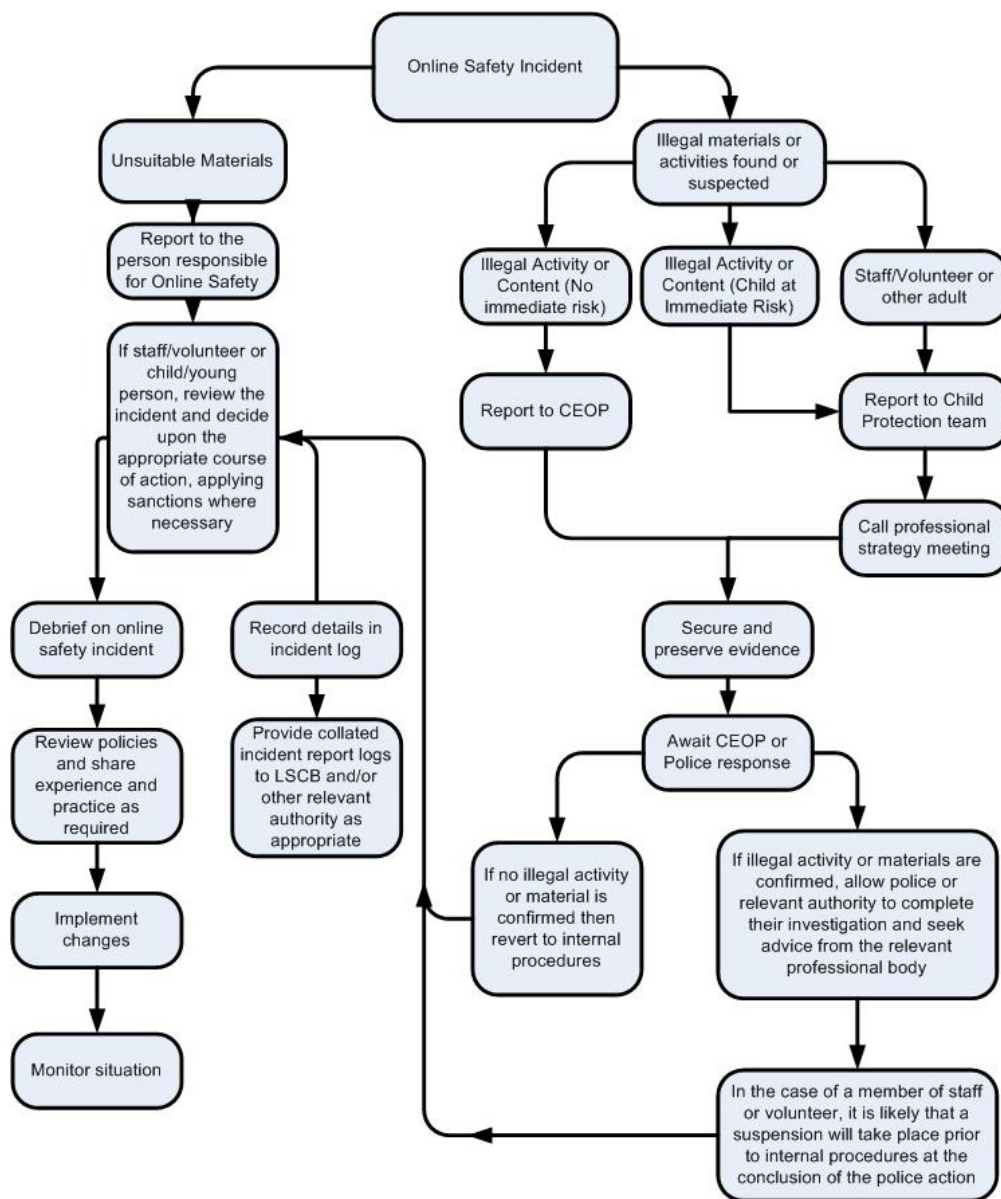 Online Safety Incident
Unsuitable Materials
Report to the
person responsible
for Online Safety
If staff/volunteer or
child/young
person, review the
incident and decide
upon the
appropriate course
of action, applying
sanctions where
necessary
Debrief on online
safety incident
Review policies
and share
experience and
practice as
required
Implement
changes
Monitor situation
Record details in
incident log
Provide collated
incident report logs
to LSCB and/or
other relevant
authority as
appropriate
Illegal materials or
activities found or
suspected
Illegal Activity or
Content (No
immediate risk)
Illegal Activity or
Content (Child at
Immediate Risk)
Staff/Volunteer or
other adult
Report to CEOP
Report to Child
Protection team
Call professional
strategy meeting
Secure and
preserve evidence
Await CEOP or
Police response
If no illegal activity
or material is
confirmed then
revert to internal
procedures
If illegal activity or materials are
confirmed, allow police or
relevant authority to complete
their investigation and seek
advice from the relevant
professional body
In the case of a member of staff
or volunteer, it is likely that a
suspension will take place prior
to internal procedures at the
conclusion of the police action